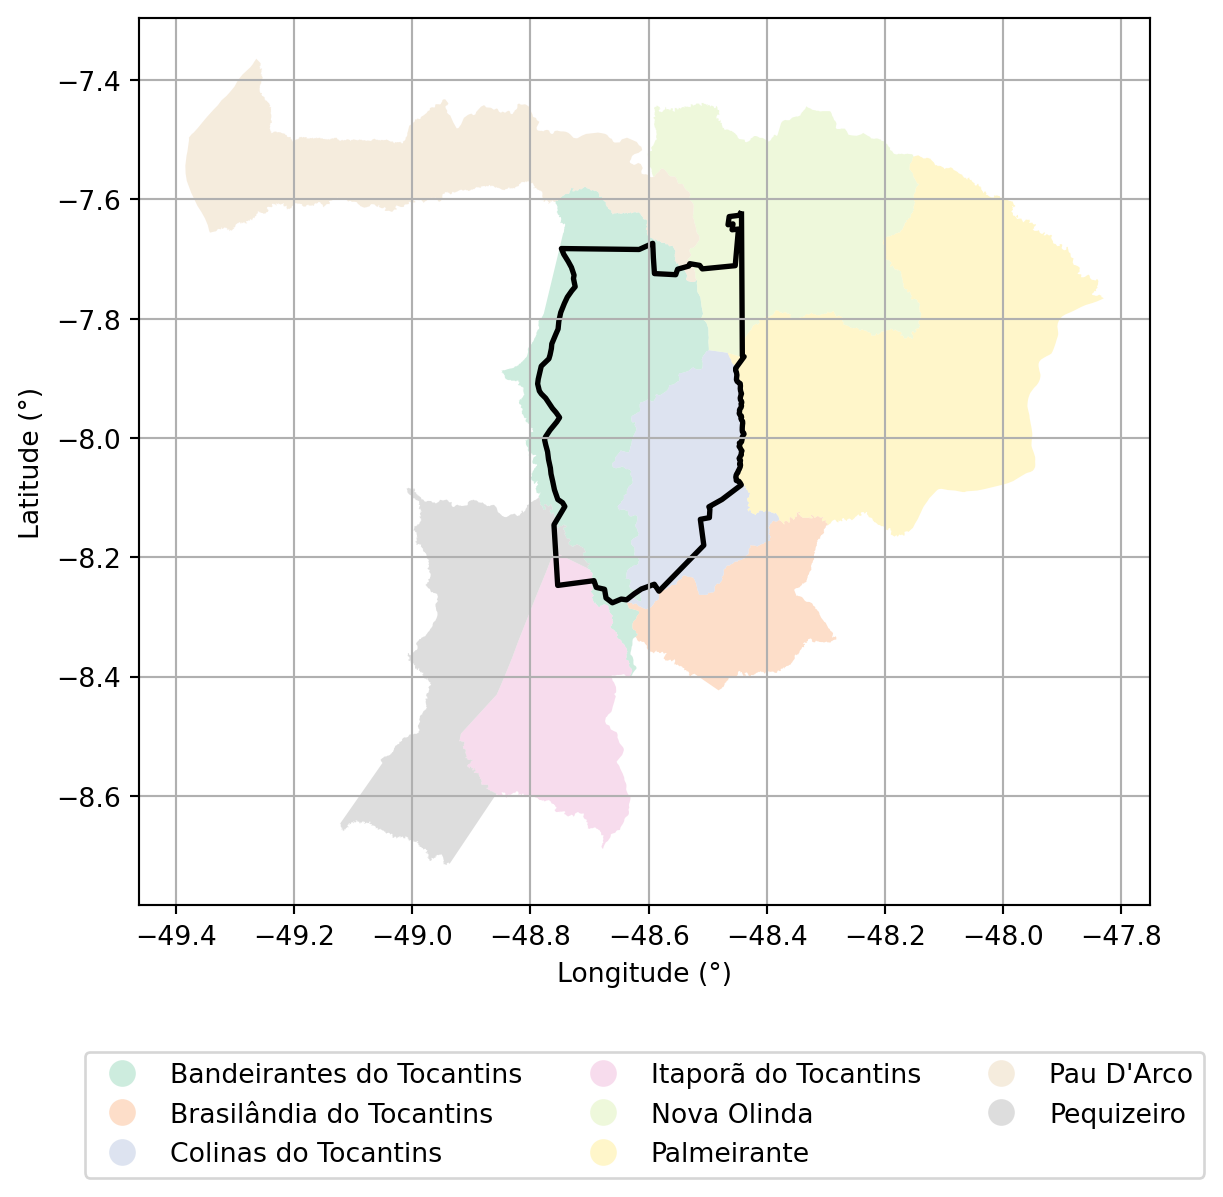 −7.4
−7.6
−7.8
−8.0
−8.2
−8.4
−8.6
Latitude (°)
−49.4 −49.2 −49.0 −48.8 −48.6 −48.4 −48.2 −48.0 −47.8
Longitude (°)
Bandeirantes do Tocantins Itaporã do Tocantins Pau D'Arco
Brasilândia do Tocantins Nova Olinda Pequizeiro
Colinas do Tocantins Palmeirante